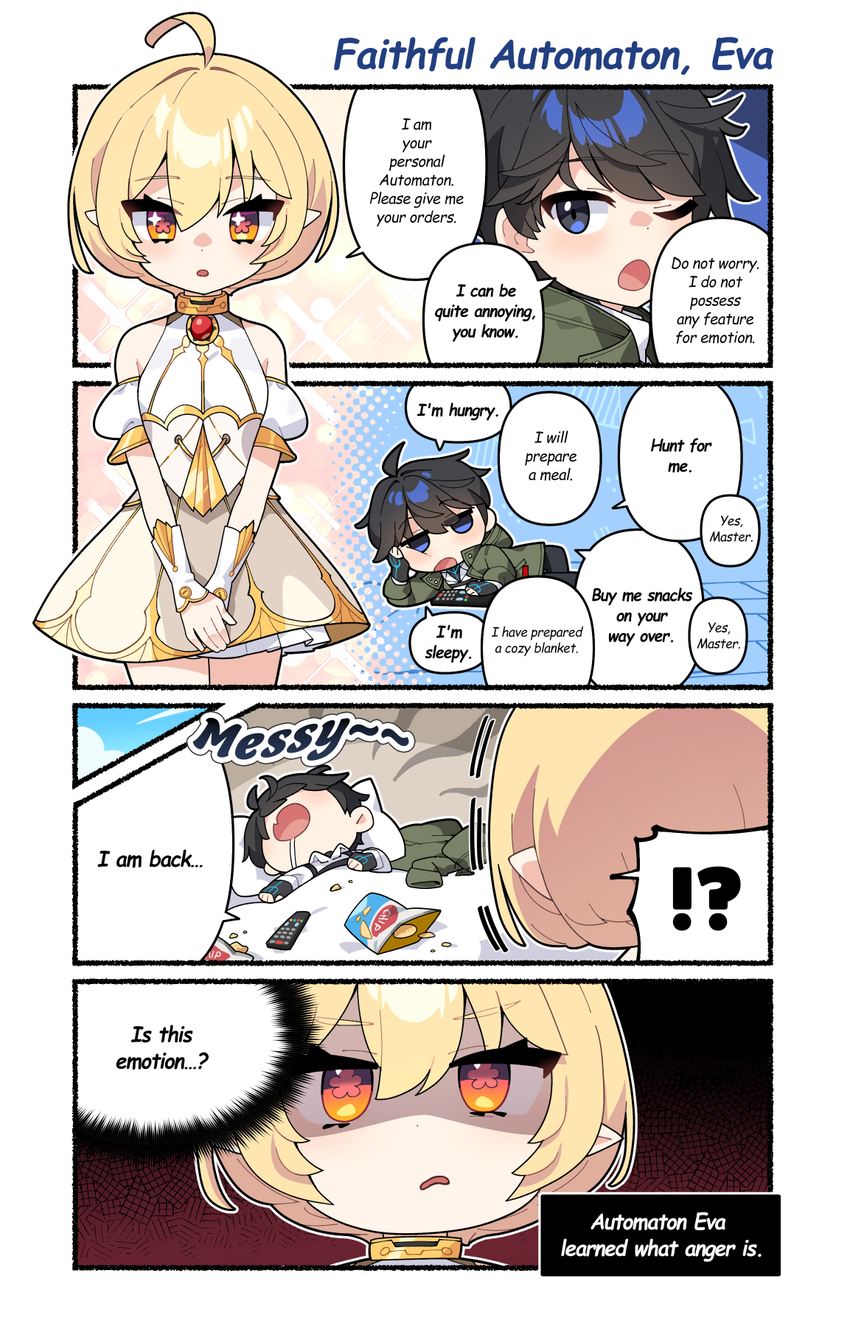 Faithful Automaton, Eva
I am
your
personal
Automaton.
Please give me
your orders.
I can be
quite annoying,
you know.
Do not worry.
I do not
possess
any feature
for emotion.
I'm hungry.
I will
prepare
a meal.
Hunt for
me.
Yes,
Master.
Buy me snacks
on your
way over.
Yes,
Master.
I'm
sleepy.
I have prepared
a cozy blanket.
Messy~~
I am back...
CHIP
UP
!?
Is this
emotion...?
Automaton Eva
learned what anger is.